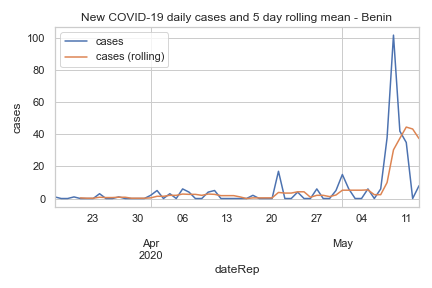 New COVID-19 daily cases and 5 day rolling mean - Benin
cases
cases (rolling)
100
80
60
40
20
0
cases
23 30 06 13 20 27 04 11
Apr May
2020
dateRep